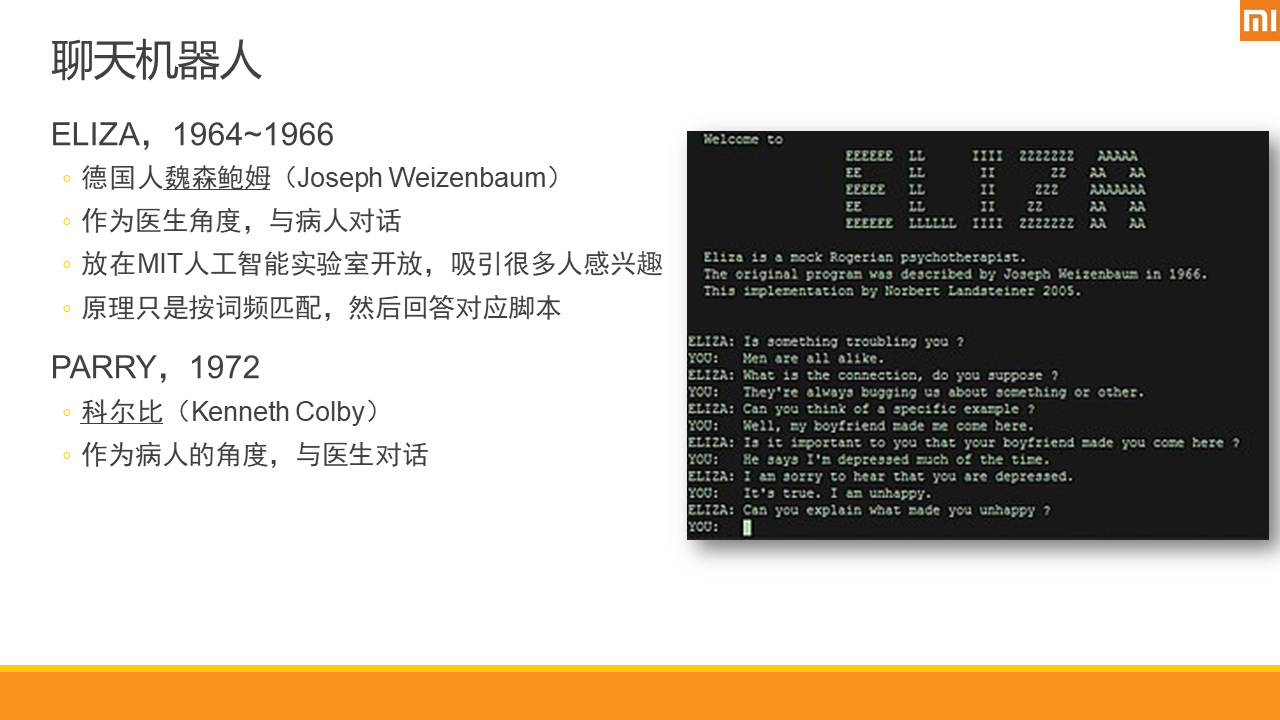 聊天机器人
ELIZA，1964~1966
德国人魏森鲍姆（Joseph Weizenbaum）
作为医生角度，与病人对话
放在MIT人工智能实验室开放，吸引很多人感兴趣
原理只是按词频匹配，然后回答对应脚本
PARRY，1972
科尔比（Kenneth Colby）
作为病人的角度，与医生对话
mi
Welcome to
EEEEEE  LL      IIII  ZZZZZZZ   AAAAA
EE      LL       II       ZZ   AA   AA
EEEEE   LL       II     ZZZ    AAAAAAA
EE      LL       II    ZZ      AA   AA
EEEEEE  LLLLLL  IIII  ZZZZZZZ  AA   AA
Eliza is a mock Rogerian psychotherapist.
The original program was described by Joseph Weizenbaum in 1966.
This implementation by Norbert Landsteiner 2005.
ELIZA: Is something troubling you ?
YOU:   Men are all alike.
ELIZA: What is the connection, do you suppose ?
YOU:   They're always bugging us about something or other.
ELIZA: Can you think of a specific example ?
YOU:   Well, my boyfriend made me come here.
ELIZA: Is it important to you that your boyfriend made you come here ?
YOU:   He says I'm depressed much of the time.
ELIZA: I am sorry to hear that you are depressed.
YOU:   It's true. I am unhappy.
ELIZA: Can you explain what made you unhappy ?
YOU: